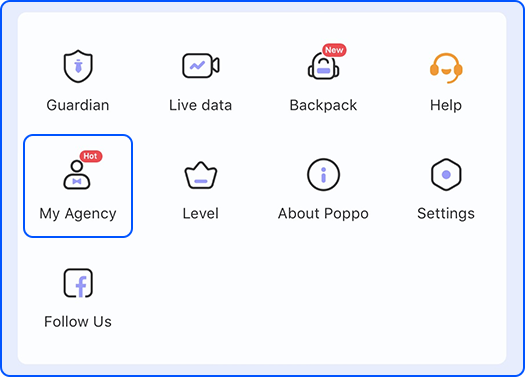 New
Guardian
Live data
Backpack
Help
Hot
My Agency
Level
About Poppo
Settings
Follow Us